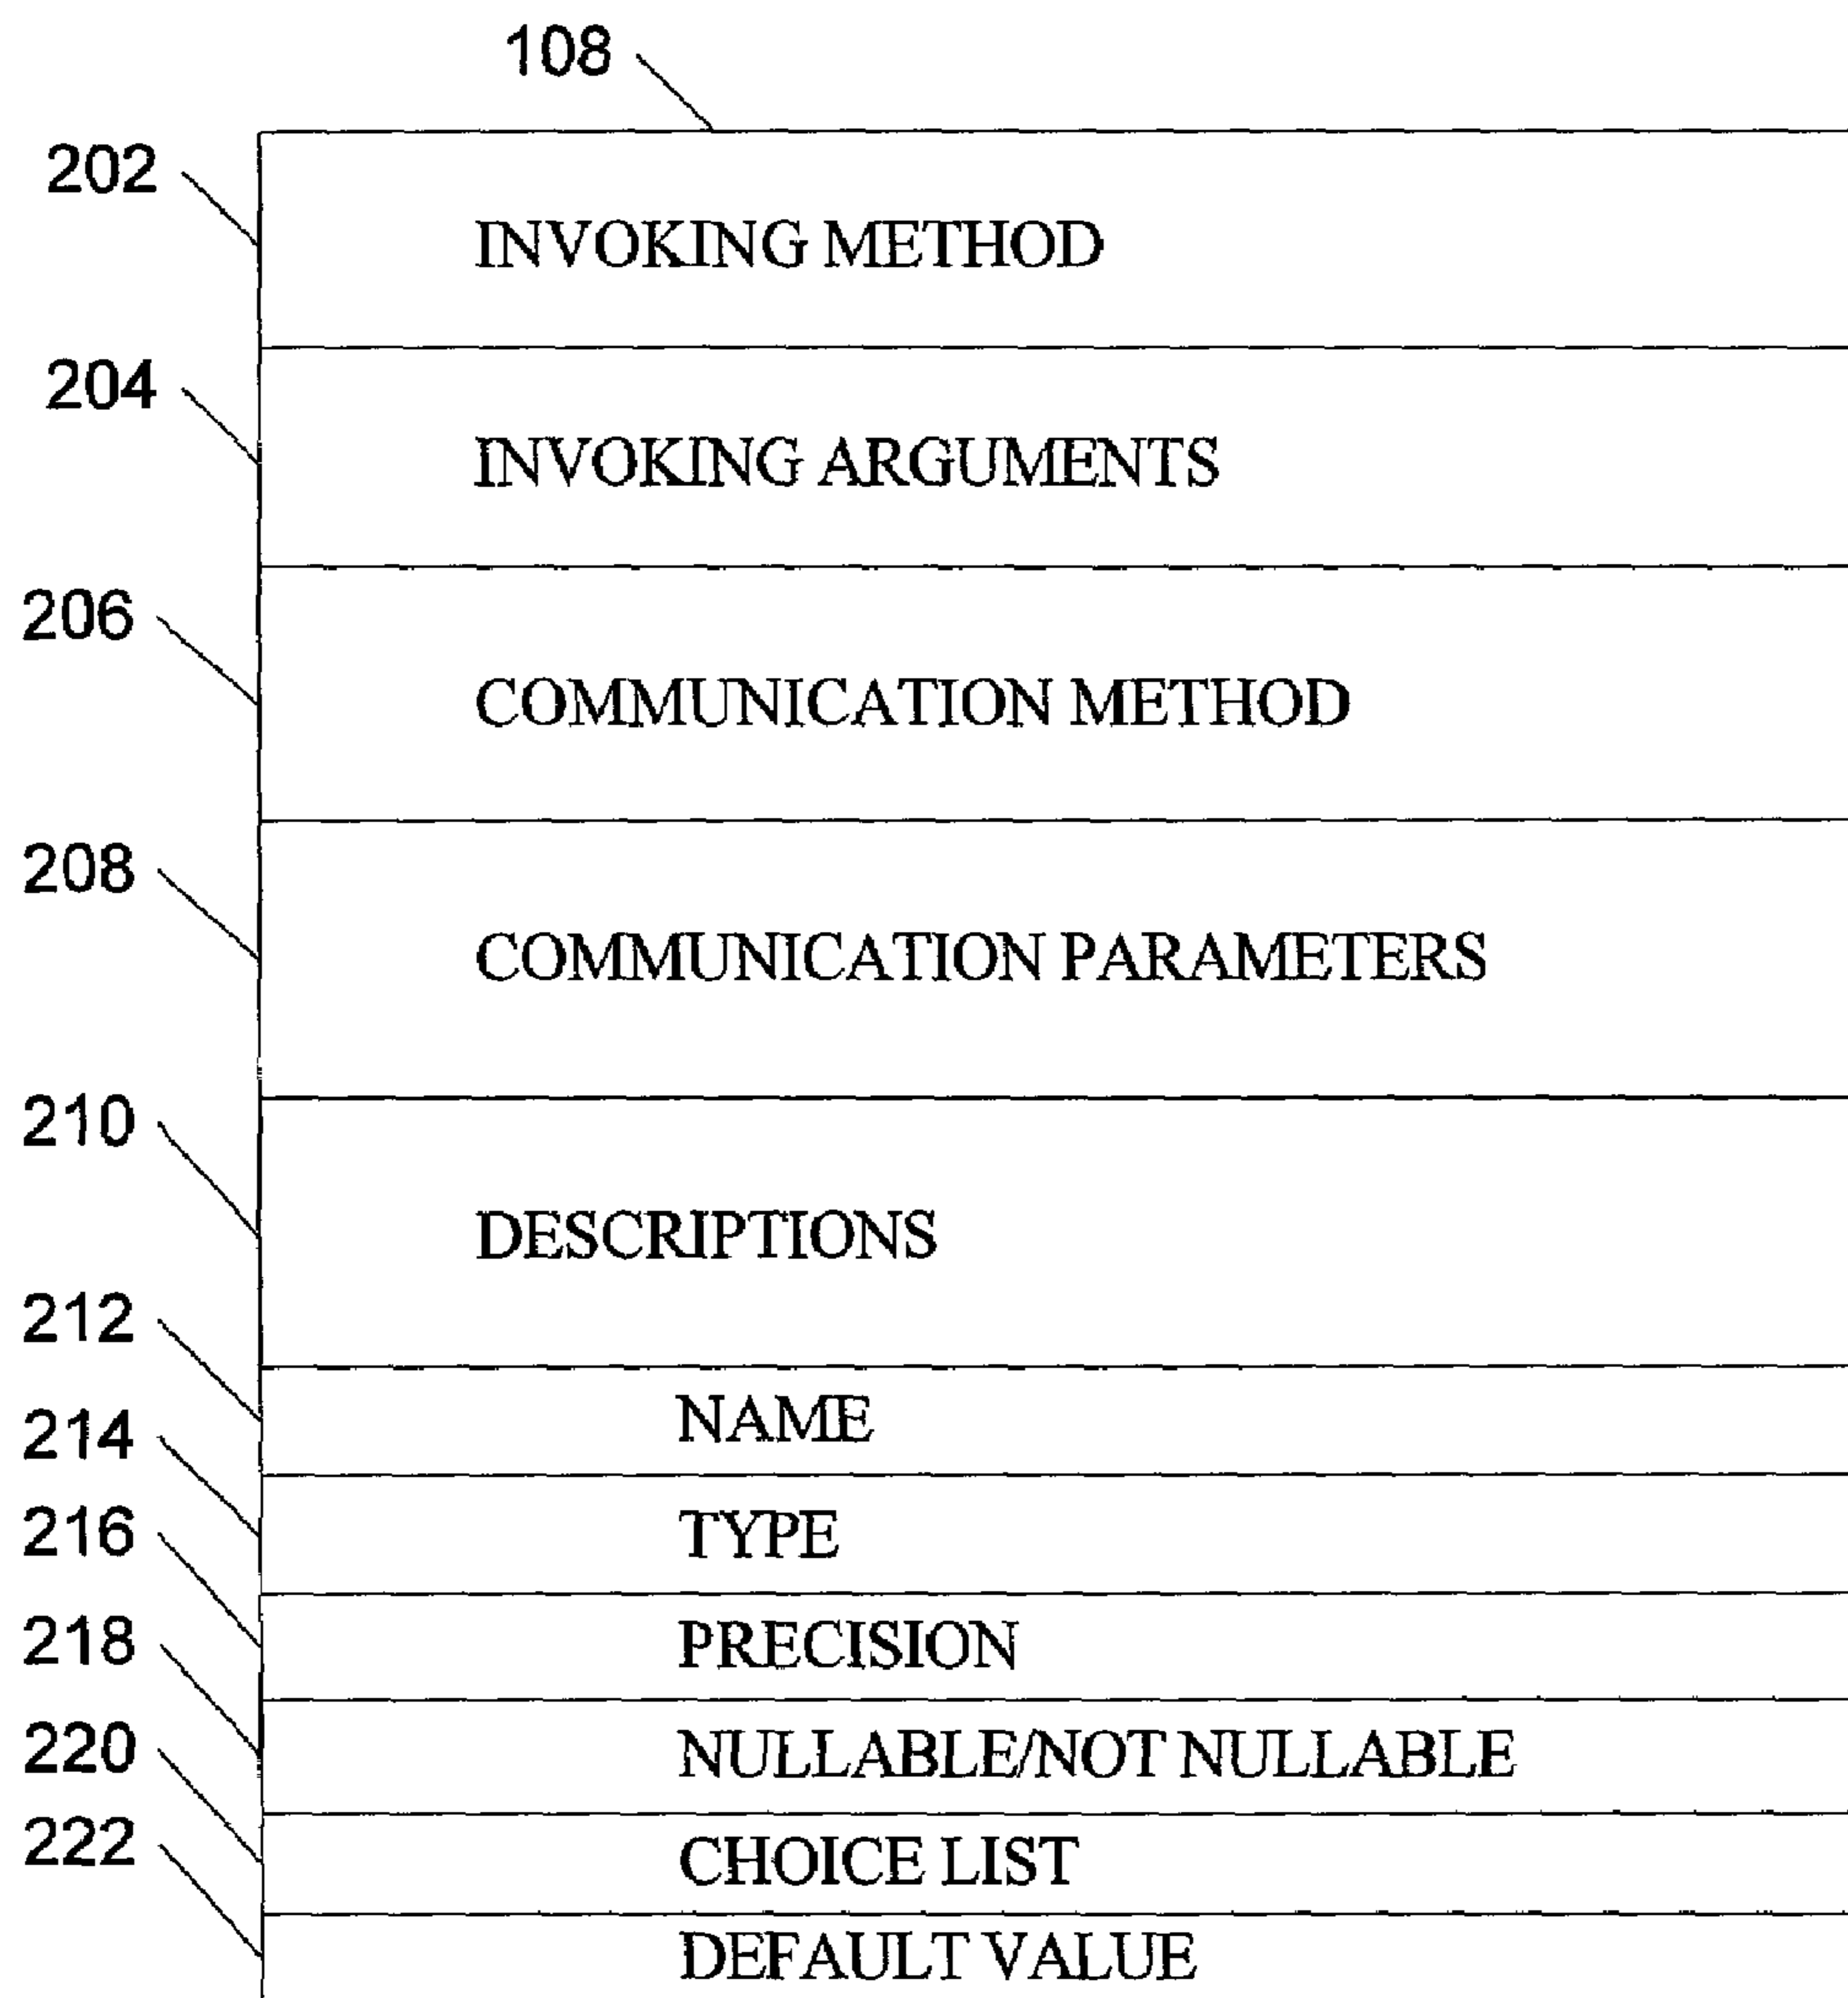 108
202
INVOKING METHOD
204
INVOKING ARGUMENTS
206
COMMUNICATION METHOD
208
COMMUNICATION PARAMETERS
210
DESCRIPTIONS
212
NAME
214
TYPE
216
PRECISION
218
NULLABLE/NOT NULLABLE
220
CHOICE LIST
222
DEFAULT VALUE